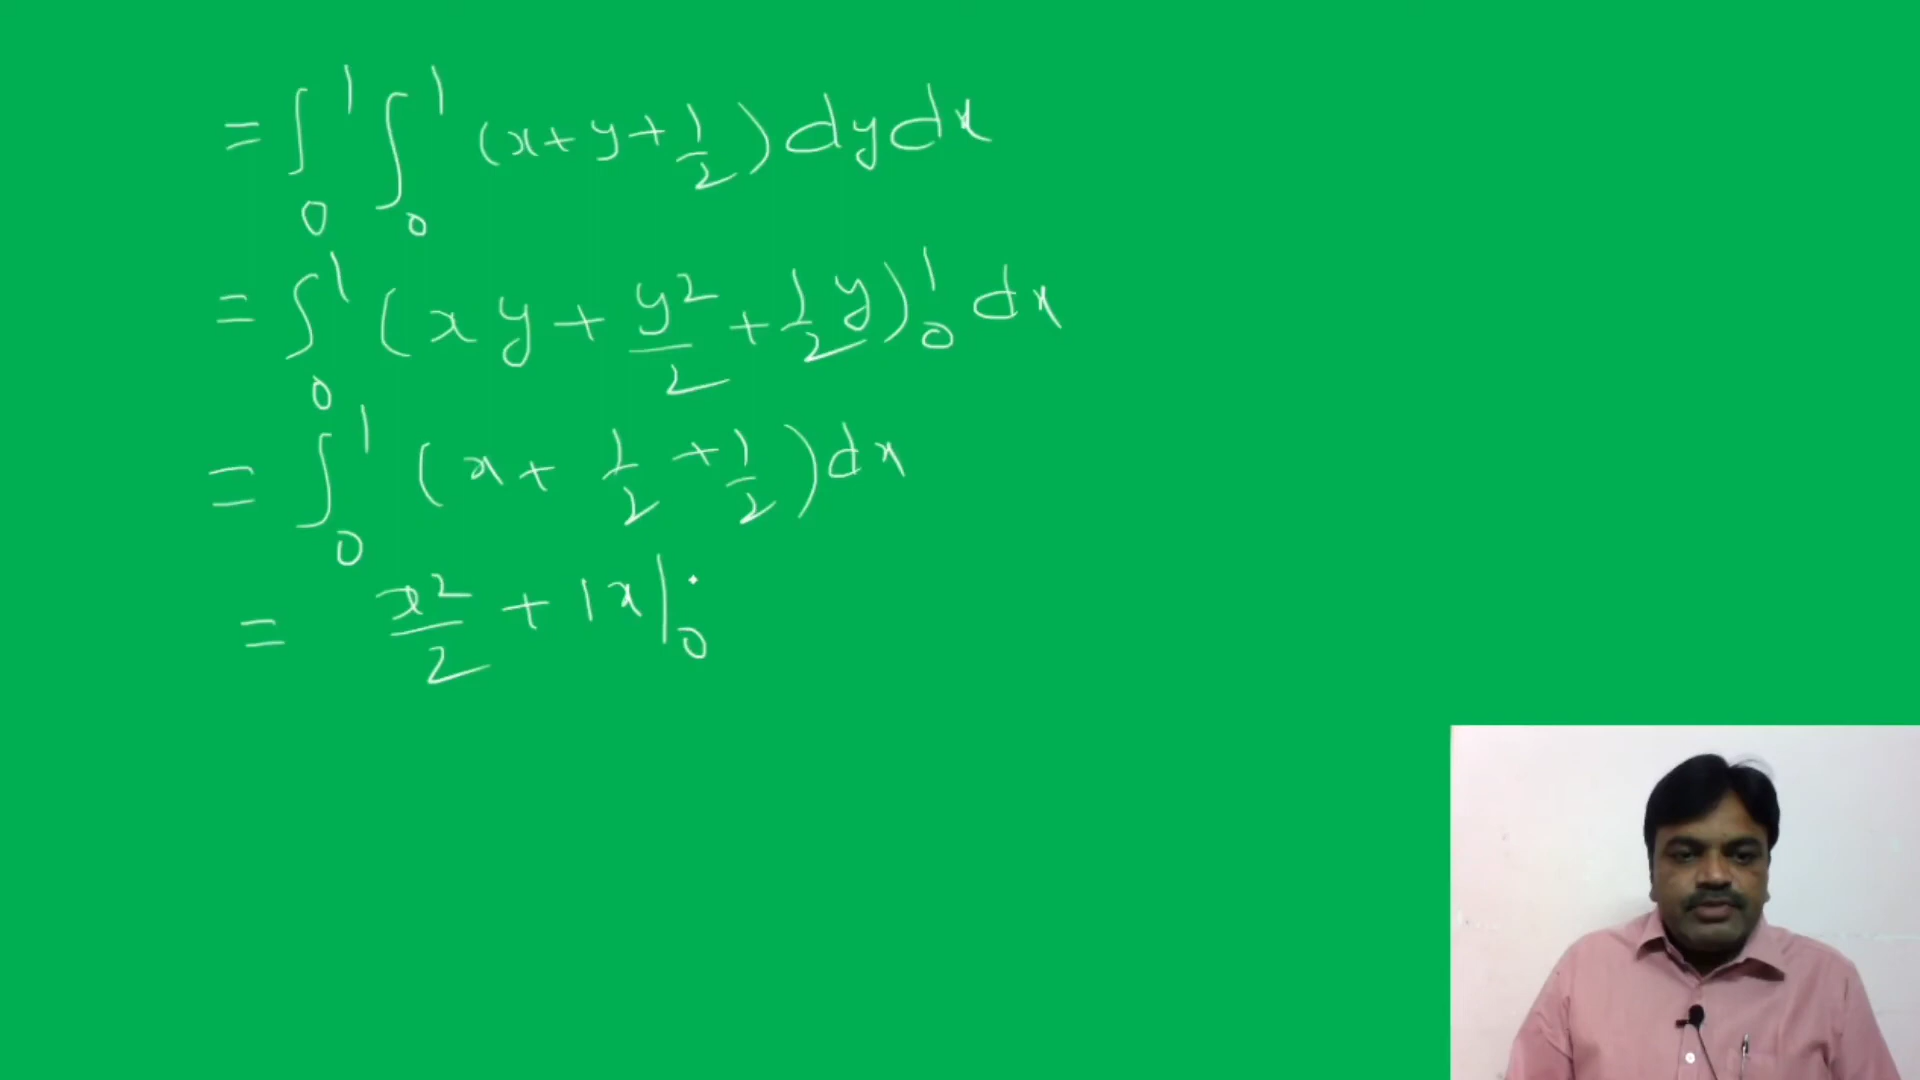 = ∫₀¹ ∫₀¹ (x+y+1/2) dy dx
= ∫₀¹ (xy + y²/2 + 1/2 y)₀¹ dx
= ∫₀¹ (x + 1/2 + 1/2) dx
= x²/2 + 1x|₀